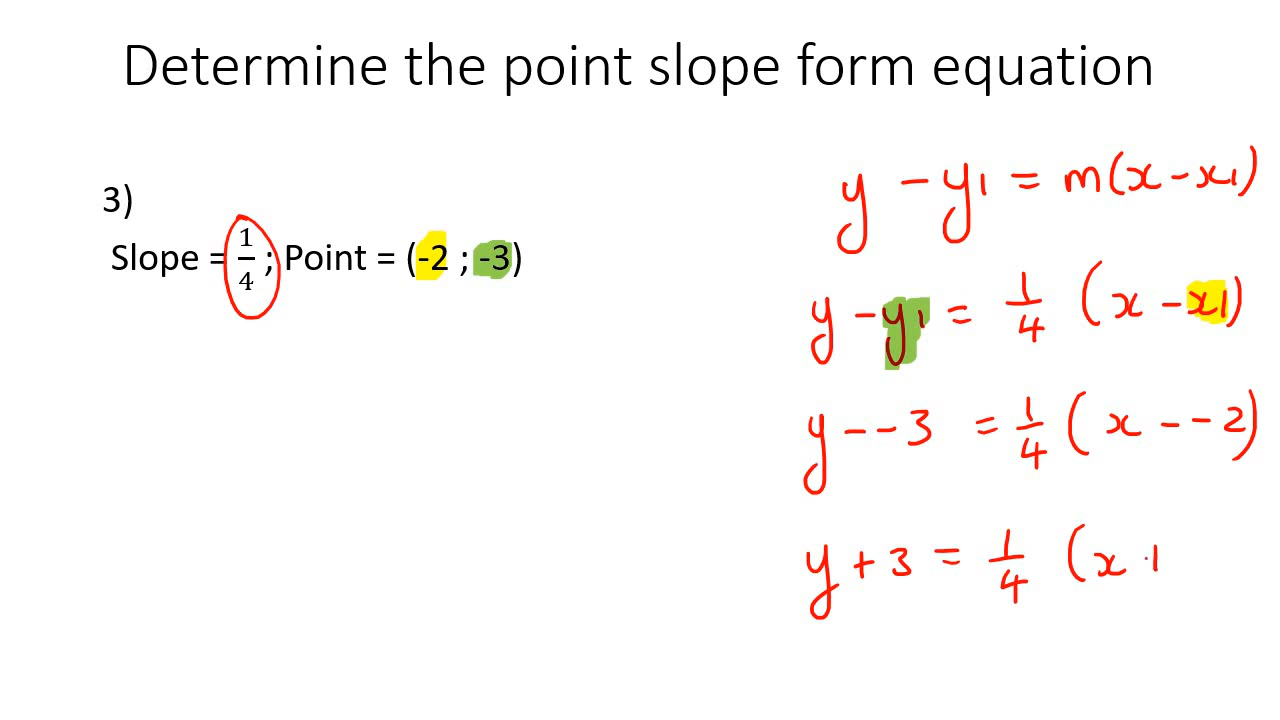 Determine the point slope form equation
3)
Slope = 1/4 ; Point = (-2 ; -3)
y - y1 = m(x - x1)
y - y1 = 1/4 (x - x1)
y - -3 = 1/4 (x - -2)
y + 3 = 1/4 (x